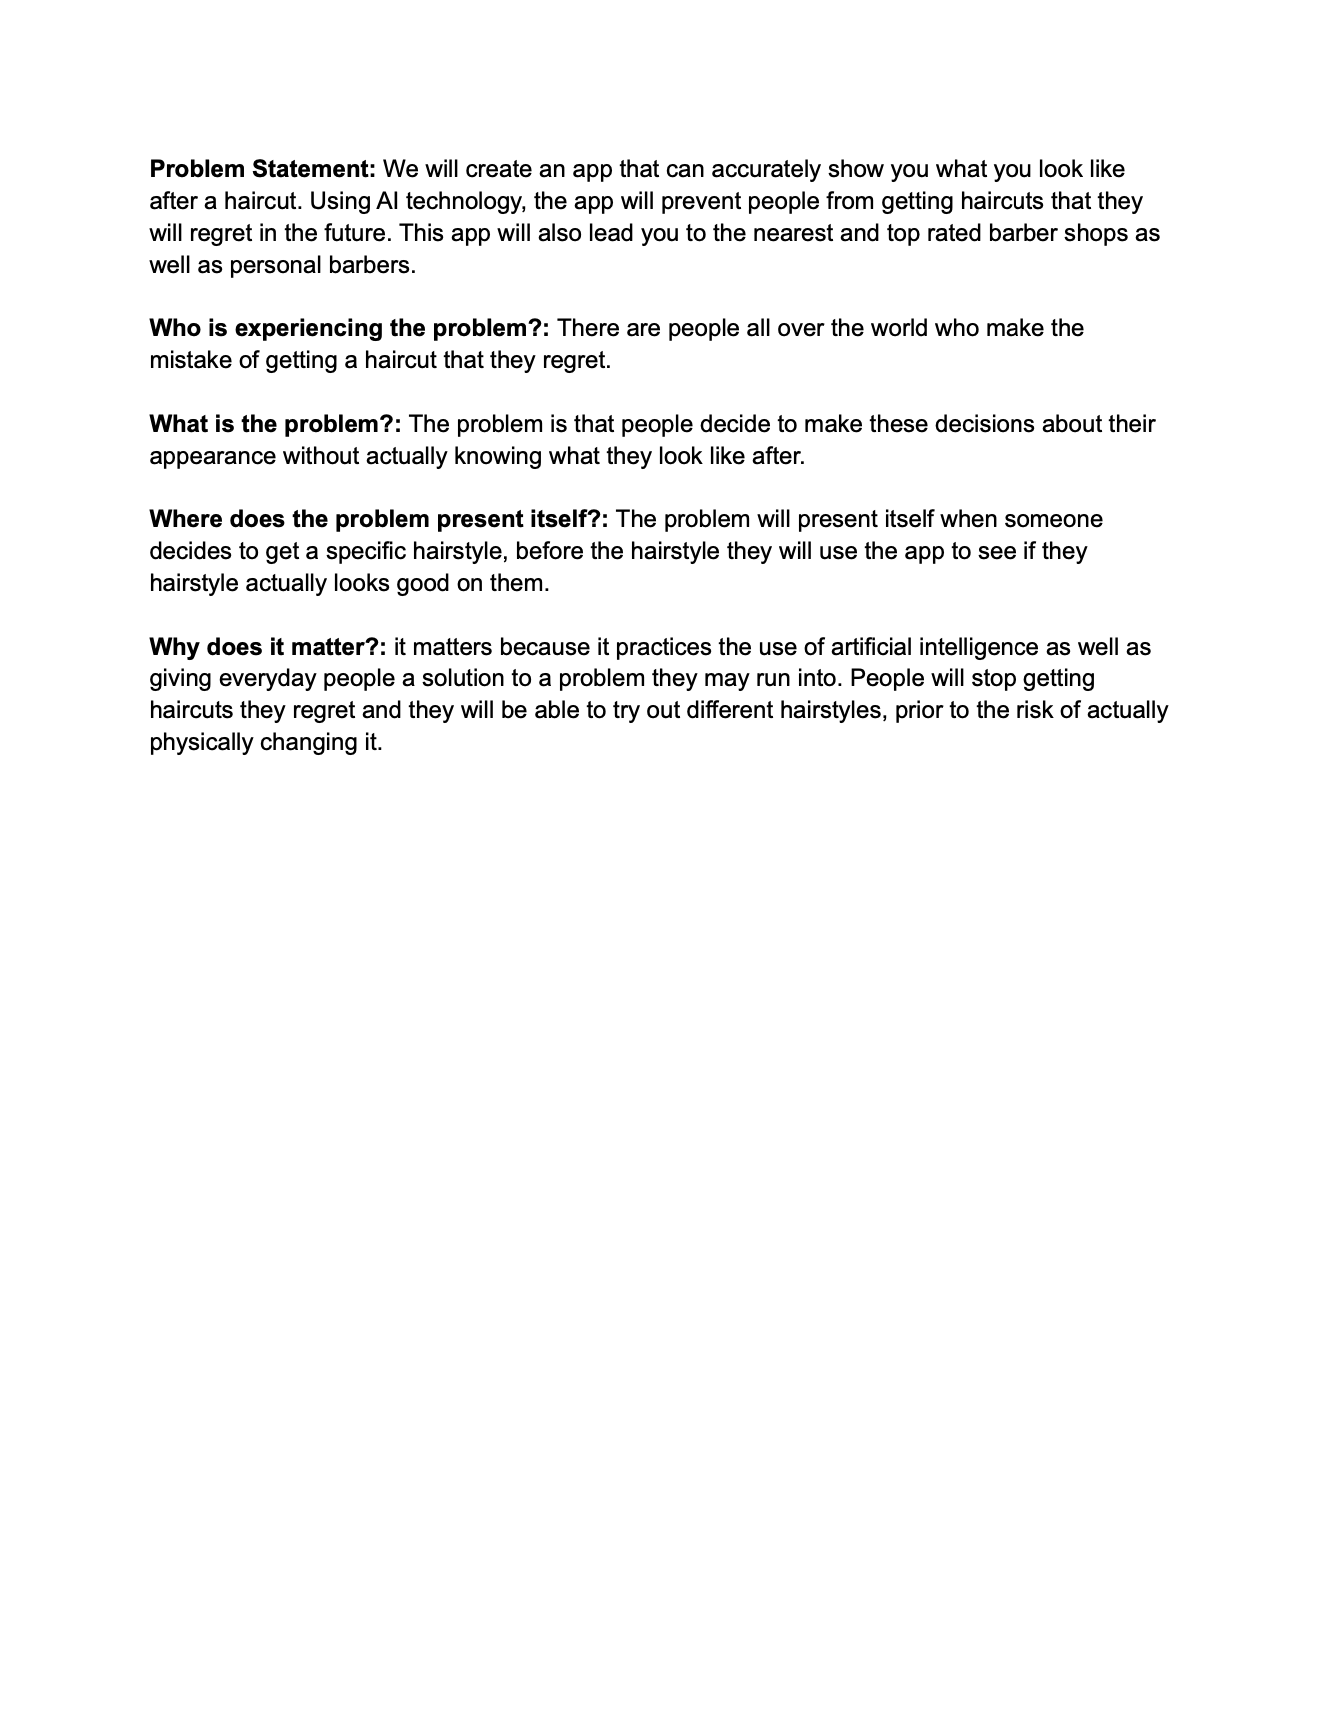 Problem Statement: We will create an app that can accurately show you what you look like
after a haircut. Using AI technology, the app will prevent people from getting haircuts that they
will regret in the future. This app will also lead you to the nearest and top rated barber shops as
well as personal barbers.
Who is experiencing the problem?: There are people all over the world who make the
mistake of getting a haircut that they regret.
What is the problem?: The problem is that people decide to make these decisions about their
appearance without actually knowing what they look like after.
Where does the problem present itself?: The problem will present itself when someone
decides to get a specific hairstyle, before the hairstyle they will use the app to see if they
hairstyle actually looks good on them.
Why does it matter?: it matters because it practices the use of artificial intelligence as well as
giving everyday people a solution to a problem they may run into. People will stop getting
haircuts they regret and they will be able to try out different hairstyles, prior to the risk of actually
physically changing it.